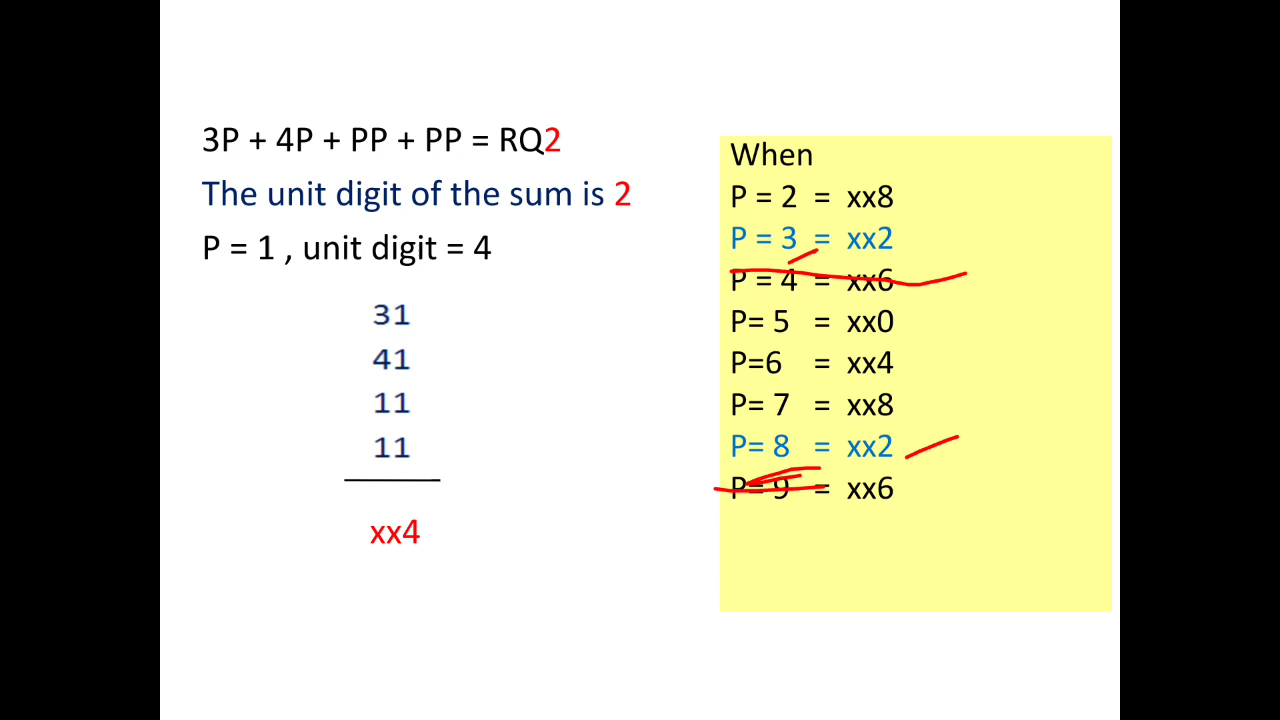 3P + 4P + PP + PP = RQ2
The unit digit of the sum is 2
P = 1 , unit digit = 4
31
41
11
11
xx4
When
P = 2 = xx8
P = 3 = xx2
P = 4 = xx6
P= 5 = xx0
P=6 = xx4
P= 7 = xx8
P= 8 = xx2
P= 9 = xx6